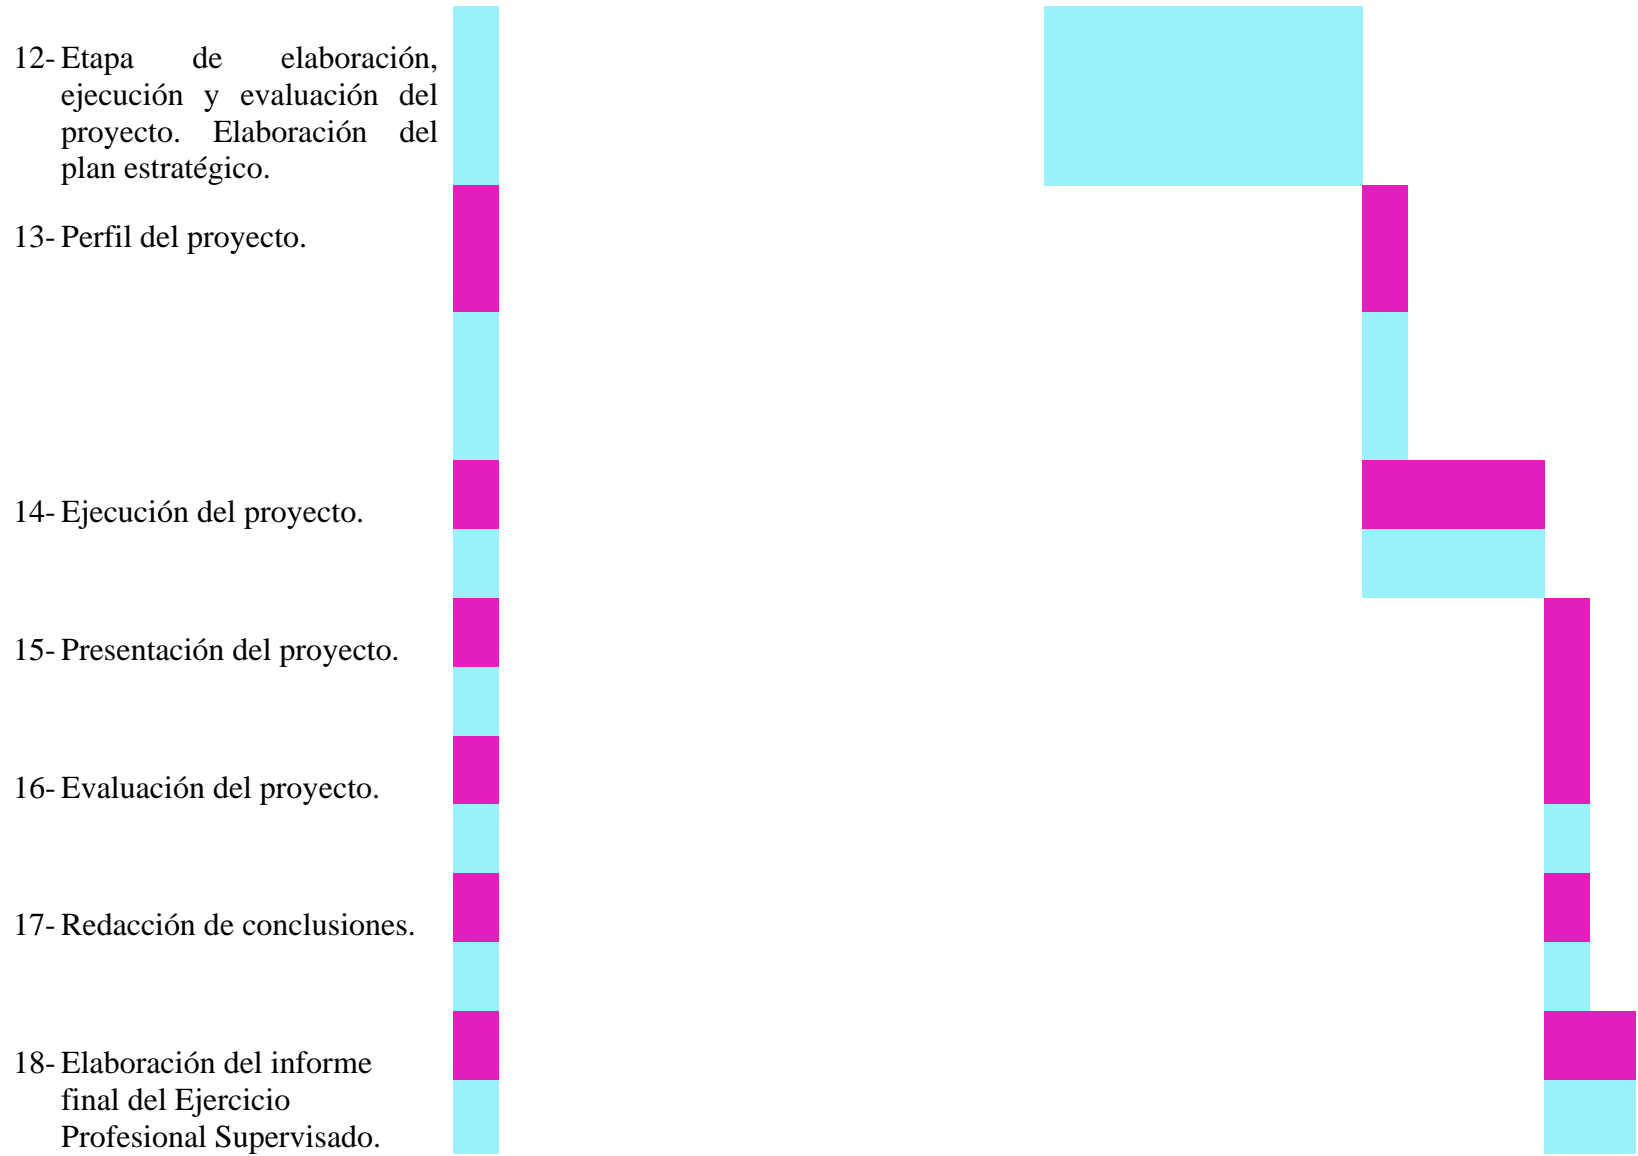 12- Etapa de elaboración,
ejecución y evaluación del
proyecto. Elaboración del
plan estratégico.
13- Perfil del proyecto.
14- Ejecución del proyecto.
15- Presentación del proyecto.
16- Evaluación del proyecto.
17- Redacción de conclusiones.
18- Elaboración del informe
final del Ejercicio
Profesional Supervisado.